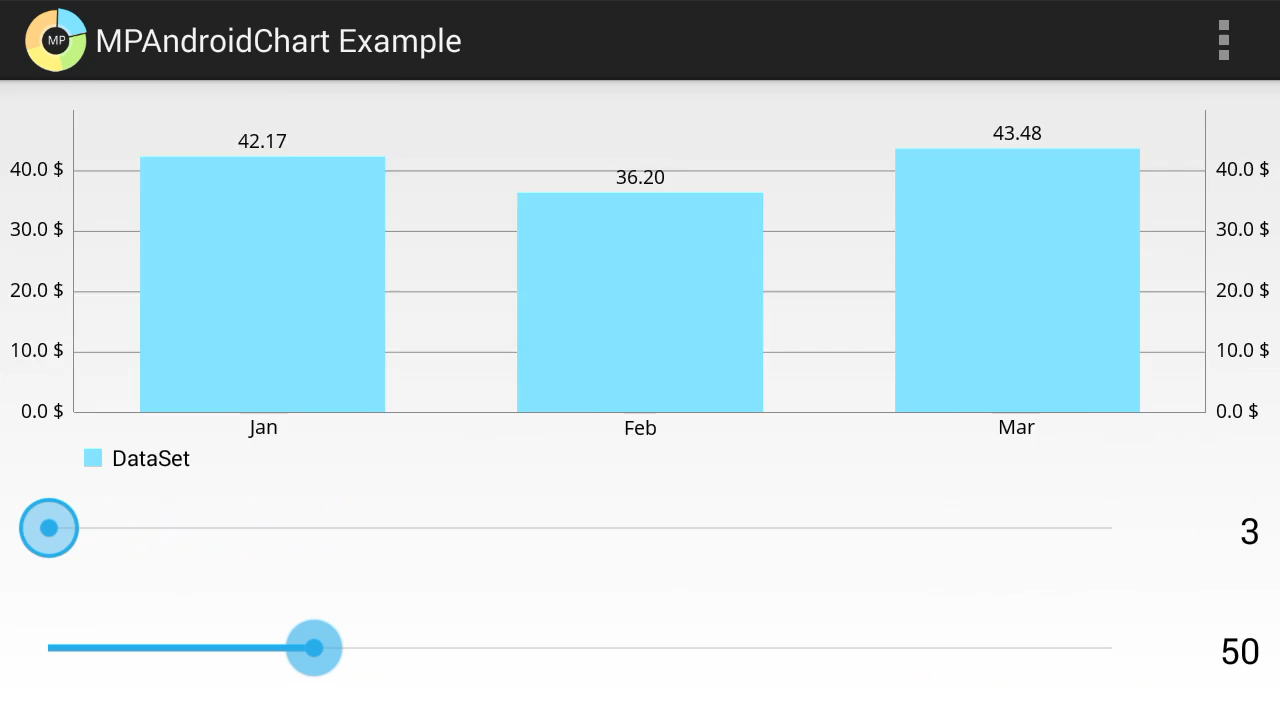 MP MPAndroidChart Example
42.17 36.20 43.48
40.0 $ 40.0 $
30.0 $ 30.0 $
20.0 $ 20.0 $
10.0 $ 10.0 $
0.0 $ 0.0 $
Jan Feb Mar
DataSet
3
50